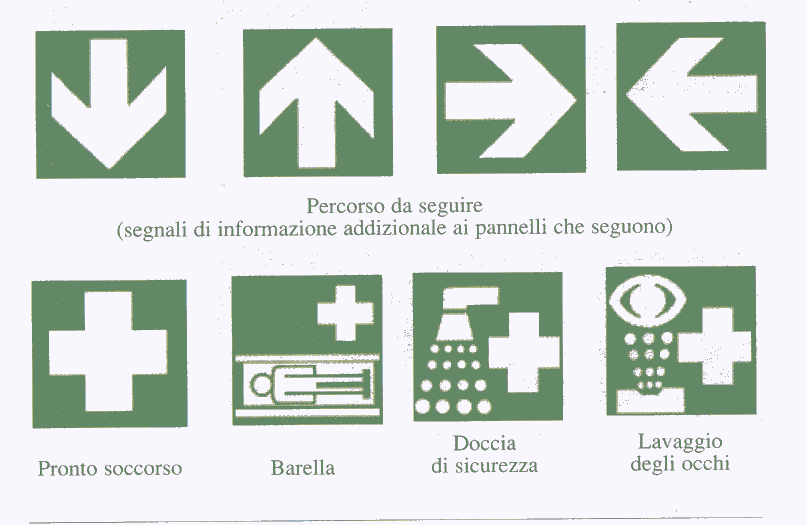 Percorso da seguire
(segnali di informazione addizionale ai pannelli che seguono)
Pronto soccorso
Barella
Doccia
di sicurezza
Lavaggio
degli occhi